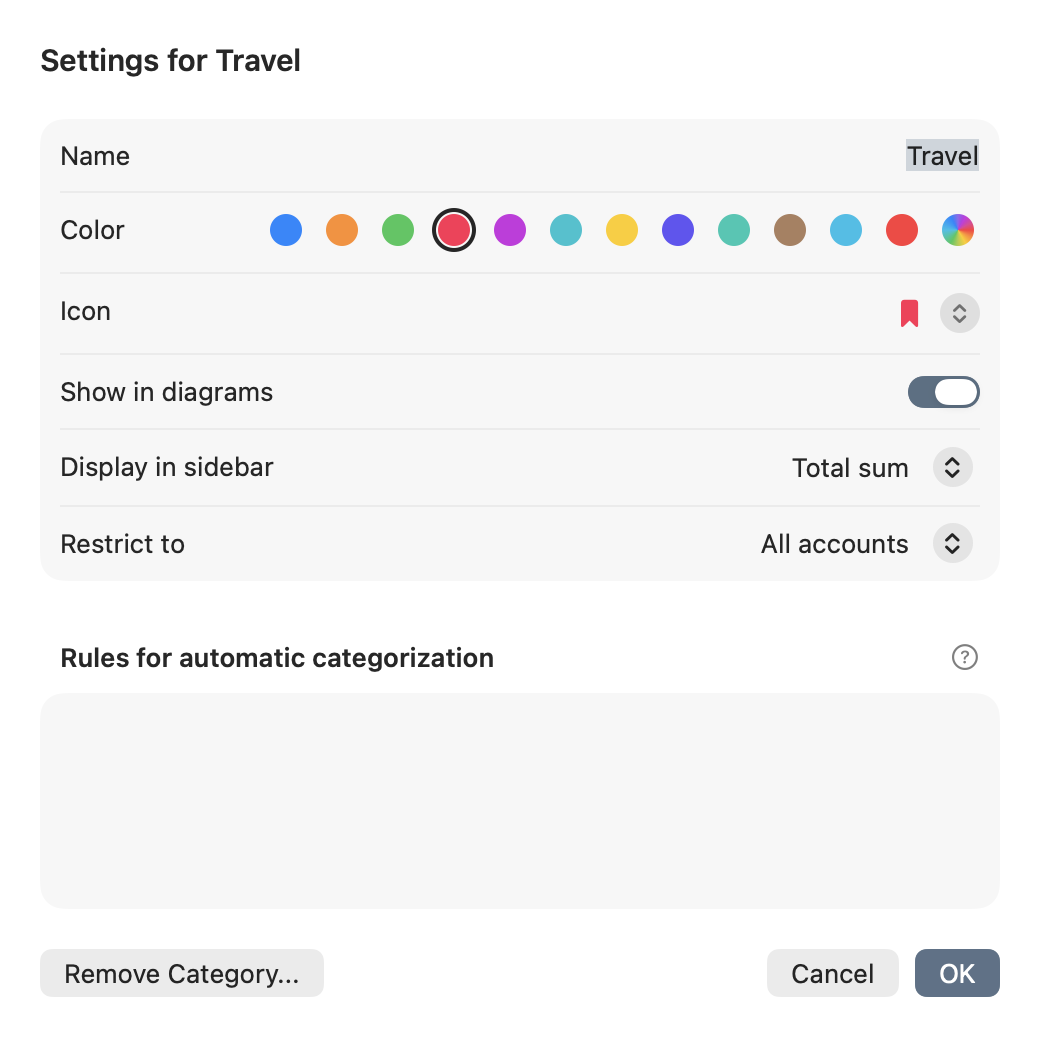 Settings for Travel
Name Travel
Color
Icon
Show in diagrams
Display in sidebar Total sum
Restrict to All accounts
Rules for automatic categorization ?
Remove Category... Cancel OK